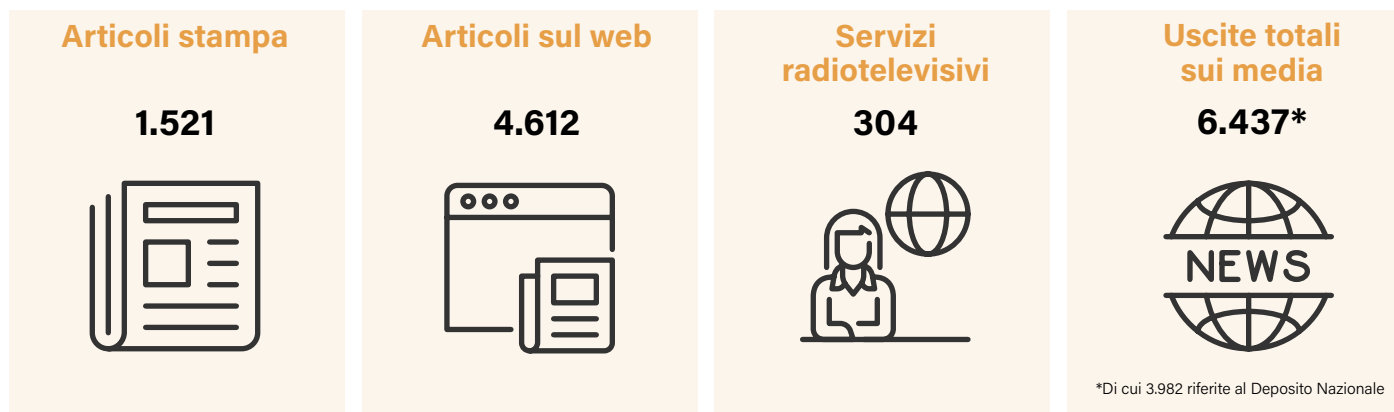 Articoli stampa
1.521
Articoli sul web
4.612
Servizi
radiotelevisivi
304
Uscite totali
sui media
6.437*
NEWS
*Di cui 3.982 riferite al Deposito Nazionale